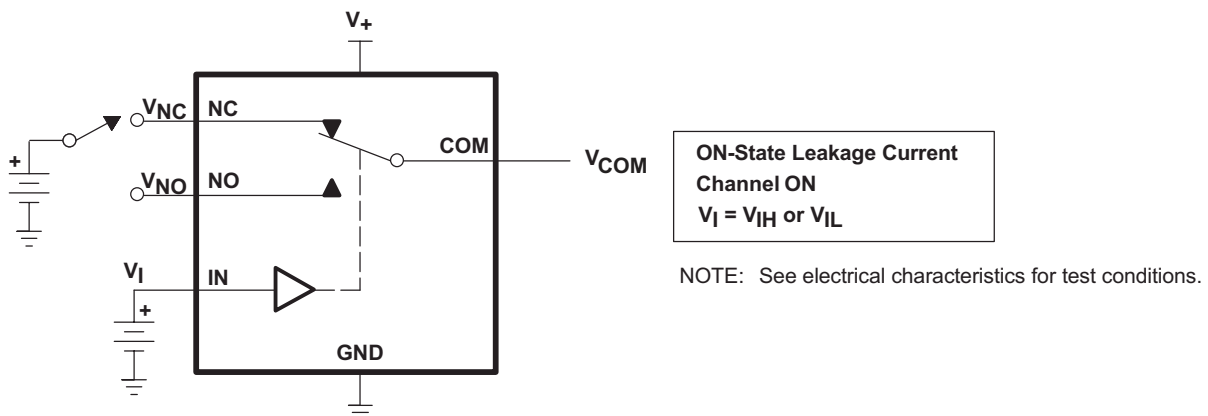 V+
VNC NC
+
COM
VCOM
VNO NO
VI IN
+
GND
ON-State Leakage Current
Channel ON
VI = VIH or VIL
NOTE: See electrical characteristics for test conditions.